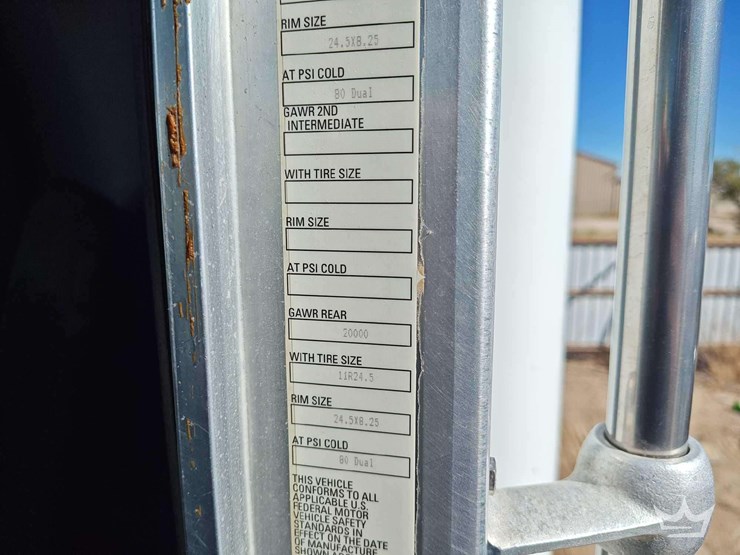 RIM SIZE
24.5X8.25
AT PSI COLD
80 Dual
GAWR 2ND
INTERMEDIATE
WITH TIRE SIZE
RIM SIZE
AT PSI COLD
GAWR REAR
20000
WITH TIRE SIZE
11R24.5
RIM SIZE
24.5X8.25
AT PSI COLD
80 Dual
THIS VEHICLE
CONFORMS TO ALL
APPLICABLE U.S.
FEDERAL MOTOR
VEHICLE SAFETY
STANDARDS IN
EFFECT ON THE DATE
OF MANUFACTURE
SHOWN